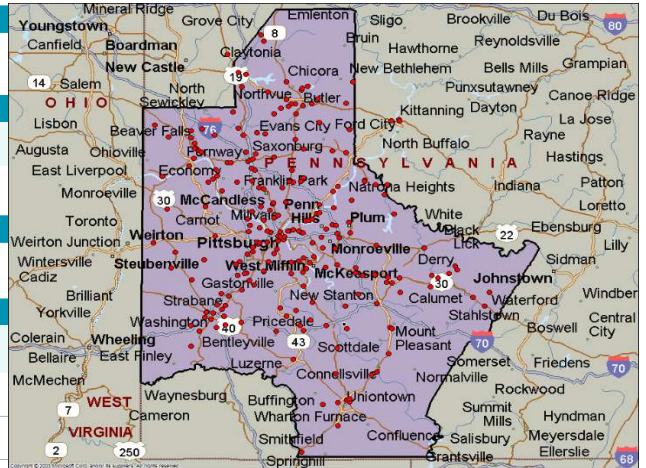 Mineral Ridge
Grove City
Emlenton
Sligo
Brookville
Du Bois
80
Youngstown
8
Bruin
Hawthorne
Reynoldsville
Canfield
Boardman
Claytonia
New Castle
19
Chicora
New Bethlehem
Bells Mills
Grampian
14
Salem
North
Sewickley
Northvue
Butler
Punxsutawney
Canoe Ridge
OHIO
Kittanning
Dayton
La Jose
Lisbon
Beaver Falls
76
Evans City
Ford City
Rayne
Augusta
Ohioville
Fernway
Saxonburg
North Buffalo
Hastings
PENNSYLVANIA
East Liverpool
Economy
Franklin Park
Natrona Heights
Indiana
Patton
Monroeville
30
McCandless
Penn
Hills
Loretto
Toronto
Carnot
Millvale
Plum
White
Black
Lick
22
Ebensburg
Weirton Junction
Weirton
Pittsburgh
Monroeville
Lilly
Wintersville
Steubenville
West Mifflin
McKeesport
Derry
Sidman
Cadiz
Gastonville
30
Johnstown
Brilliant
Strabane
New Stanton
Calumet
Waterford
Windber
Yorkville
Washington
40
Pricedale
Stahlstown
Boswell
Central
City
Colerain
Wheeling
Bentleyville
43
Scottdale
Mount
Pleasant
70
Bellaire
East Finley
Luzerne
Somerset
Friedens
70
McMechen
Connellsville
Normalville
Rockwood
WEST
VIRGINIA
Waynesburg
Buffington
Uniontown
7
Cameron
Wharton Furnace
Summit
Mills
Hyndman
Smithfield
Confluence
Salisbury
Meyersdale
2
250
Springhill
Grantsville
Ellerslie
68